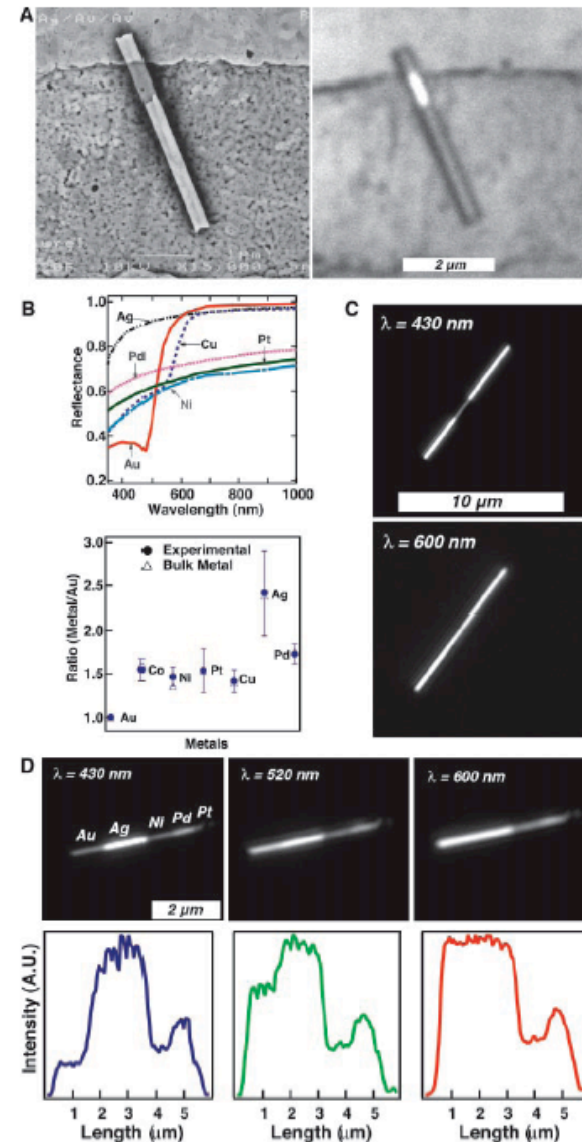 A
Ag/Au/Au
2 µm
B
1.0
0.8
0.6
0.4
0.2
Reflectance
Ag
Pd
Cu
Pt
Ni
Au
400 600 800 1000
Wavelength (nm)
3.0
2.5
2.0
1.5
1.0
Ratio (Metal/Au)
Experimental
Bulk Metal
Ag
Co
Ni
Pt
Cu
Pd
Au
Metals
C
λ = 430 nm
10 µm
λ = 600 nm
D
λ = 430 nm
Au Ag Ni Pd Pt
2 µm
λ = 520 nm
λ = 600 nm
Intensity (A.U.)
1 2 3 4 5
Length (µm)
1 2 3 4 5
Length (µm)
1 2 3 4 5
Length (µm)